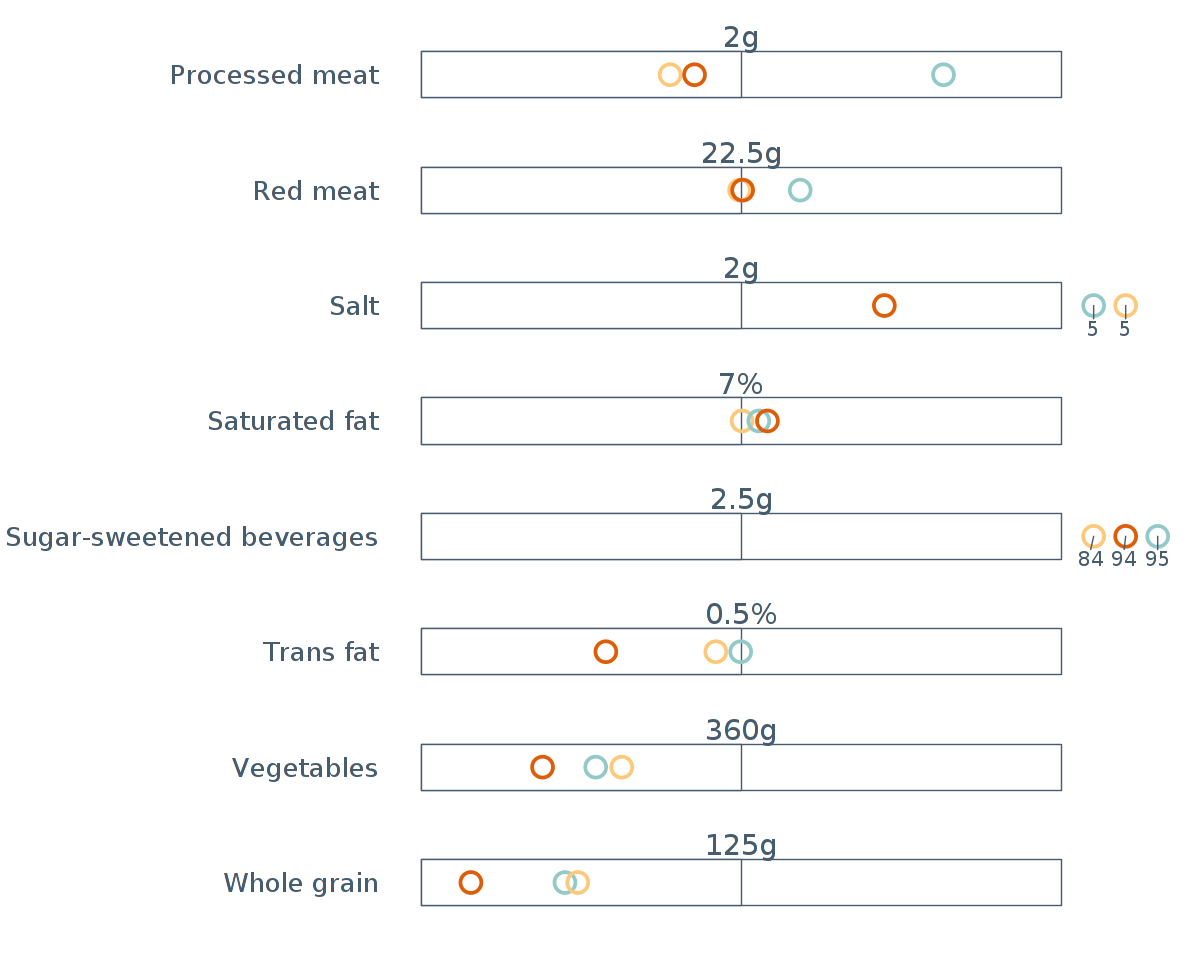 2g
Processed meat
22.5g
Red meat
2g
Salt
5 5
7%
Saturated fat
2.5g
Sugar-sweetened beverages
84 94 95
0.5%
Trans fat
360g
Vegetables
125g
Whole grain